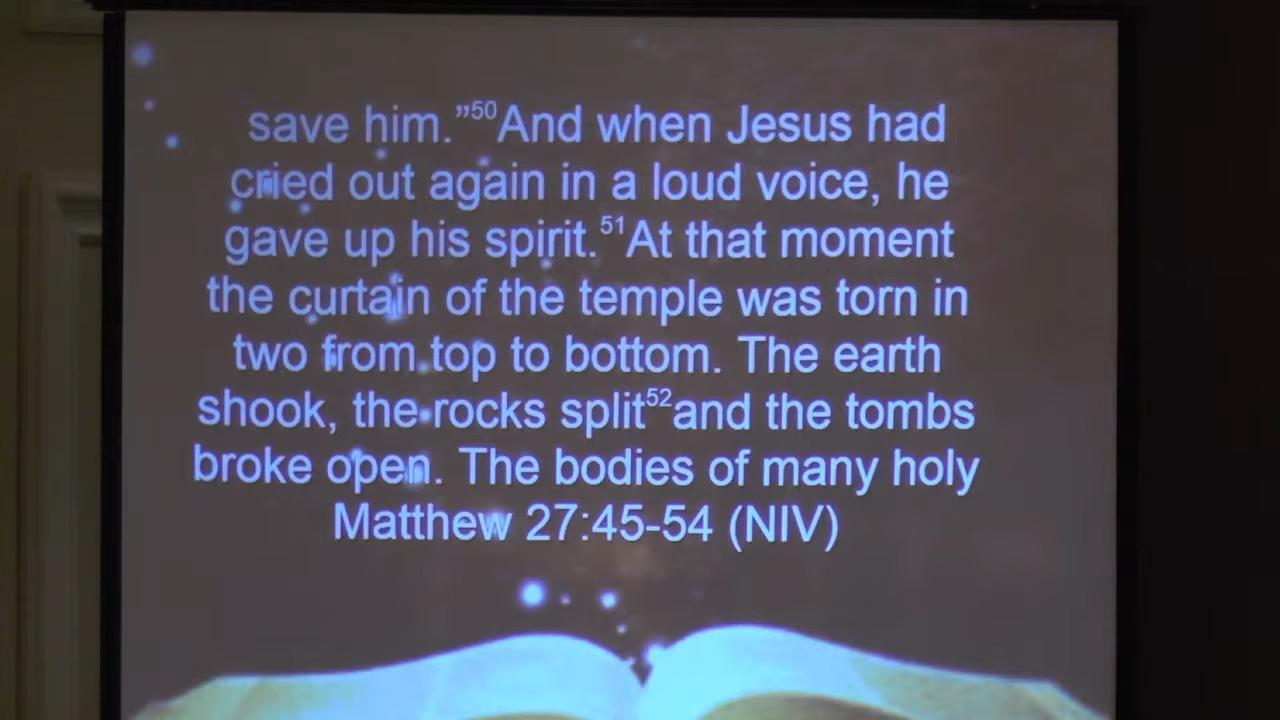 save him.”50And when Jesus had
cried out again in a loud voice, he
gave up his spirit.51At that moment
the curtain of the temple was torn in
two from top to bottom. The earth
shook, the rocks split52and the tombs
broke open. The bodies of many holy
Matthew 27:45-54 (NIV)